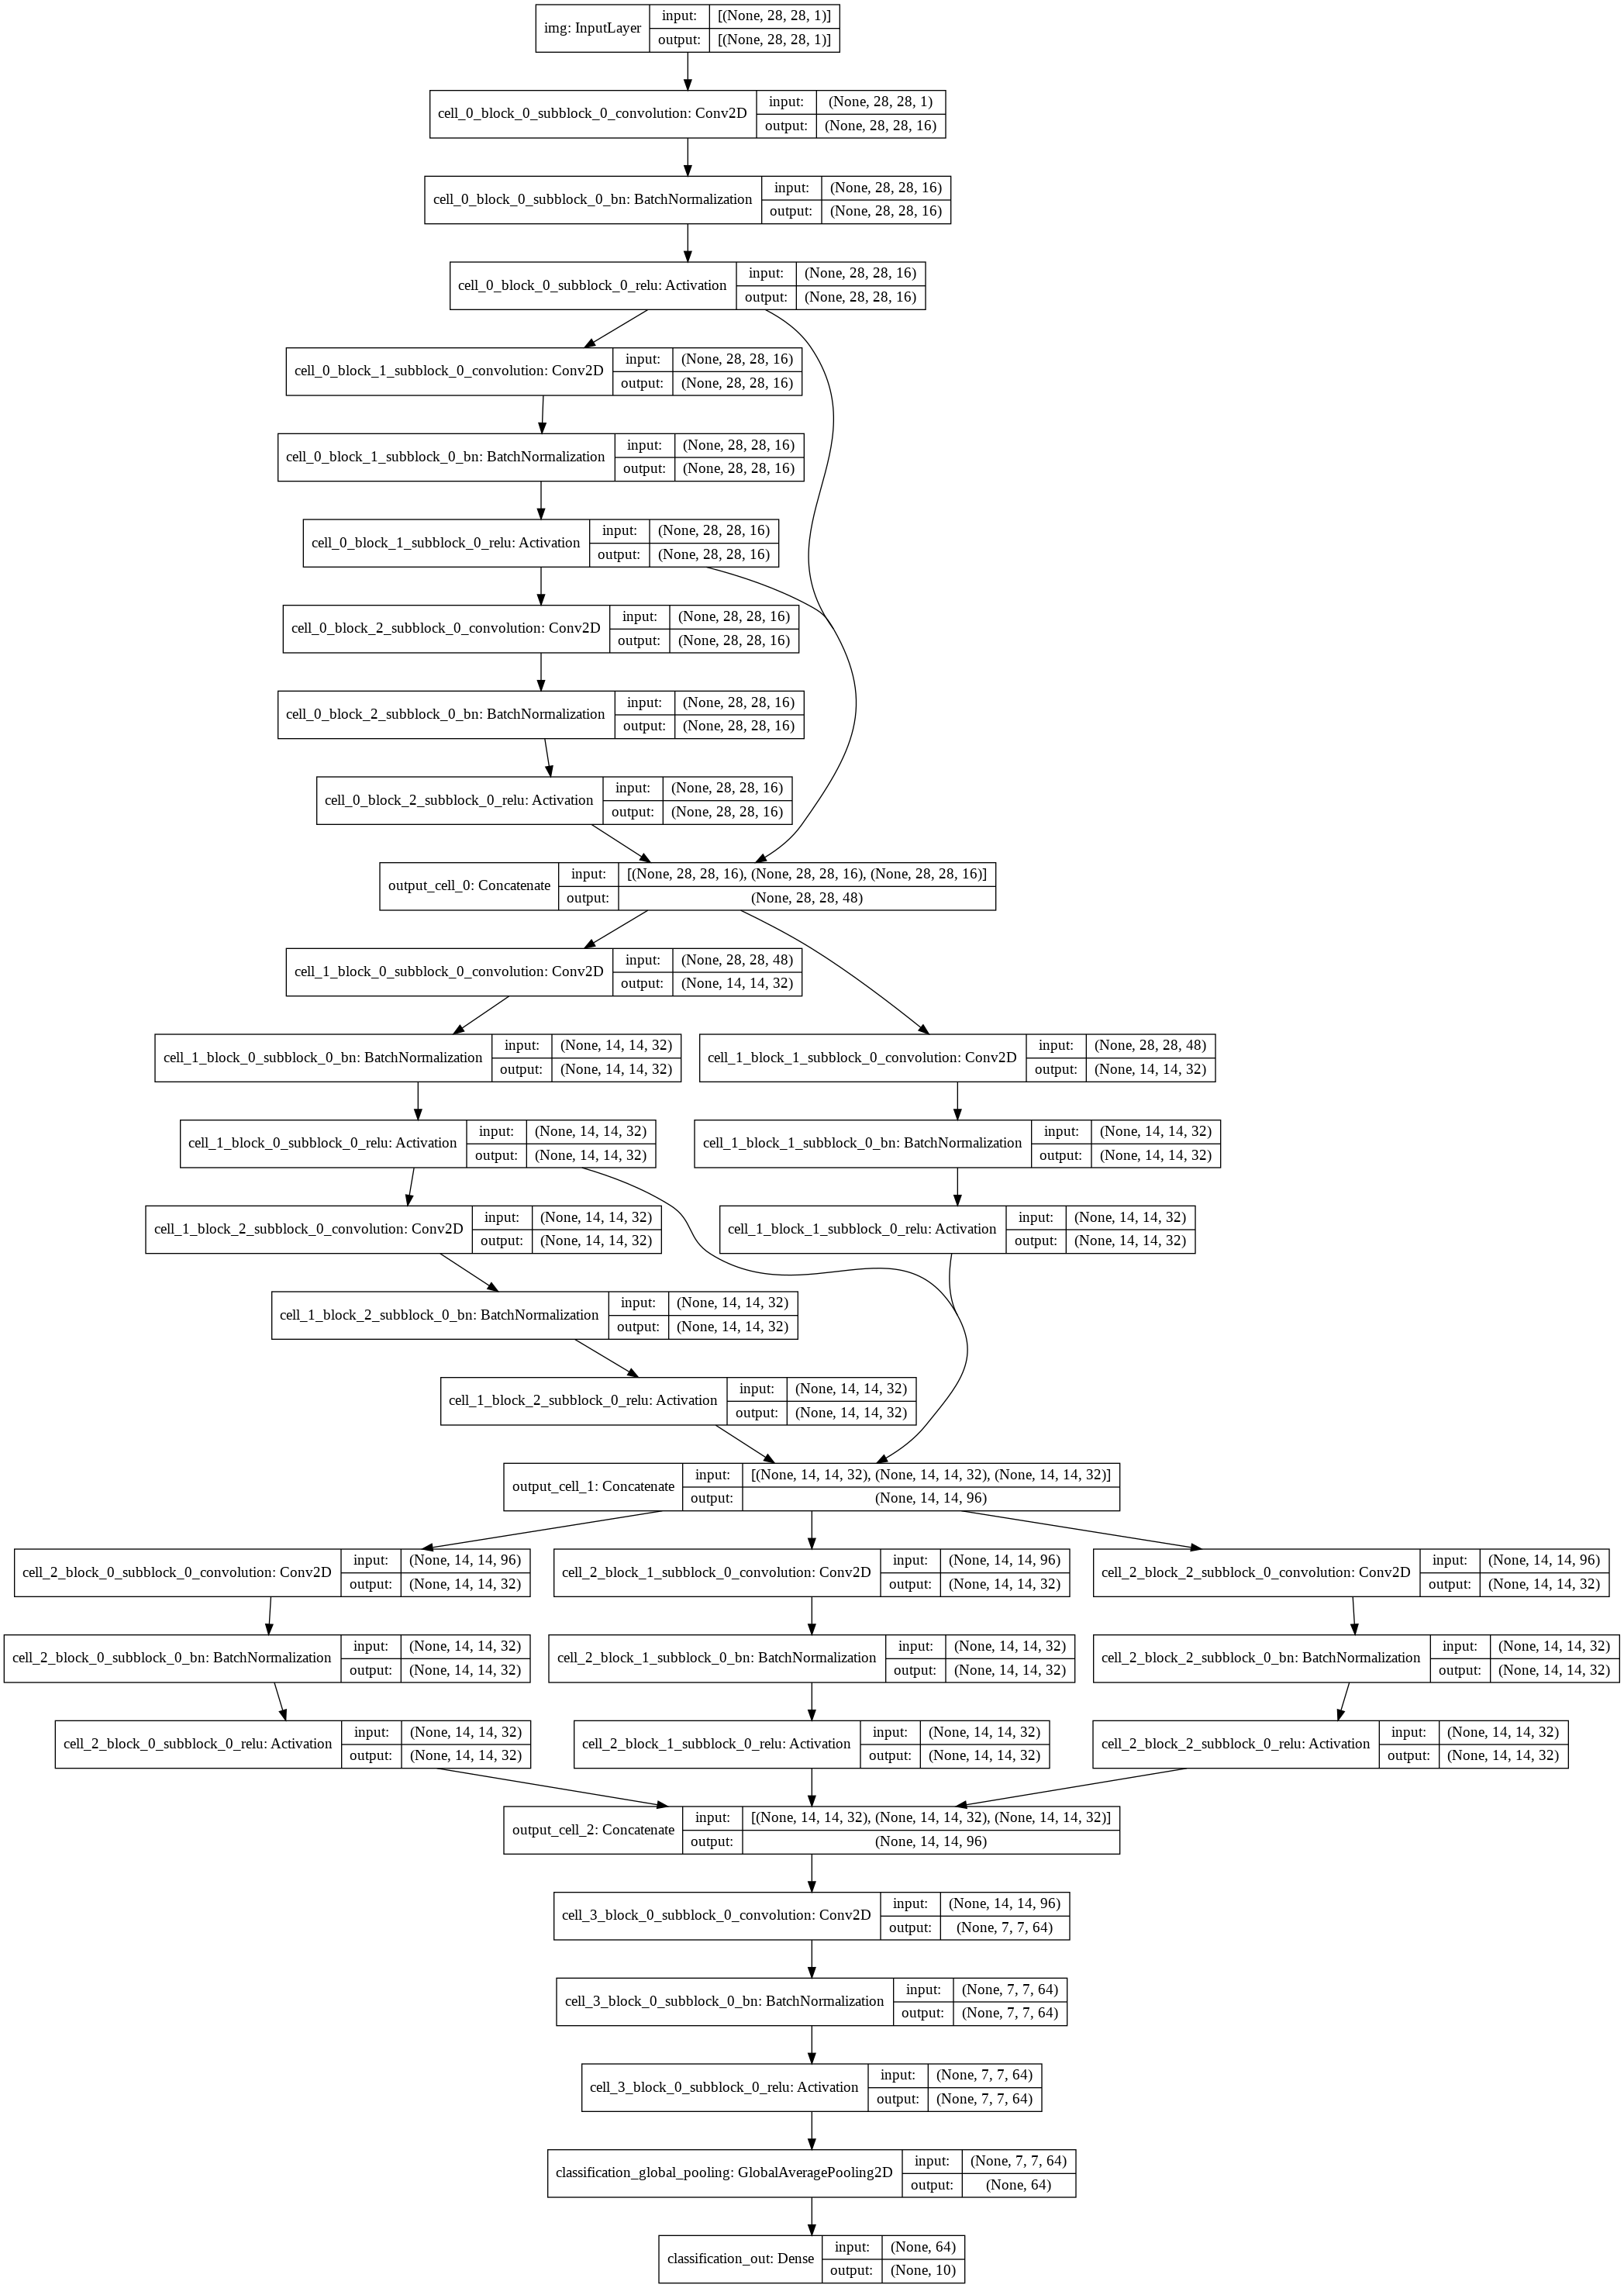 img: InputLayer
input: [(None, 28, 28, 1)]
output: [(None, 28, 28, 1)]
cell_0_block_0_subblock_0_convolution: Conv2D
input: (None, 28, 28, 1)
output: (None, 28, 28, 16)
cell_0_block_0_subblock_0_bn: BatchNormalization
input: (None, 28, 28, 16)
output: (None, 28, 28, 16)
cell_0_block_0_subblock_0_relu: Activation
input: (None, 28, 28, 16)
output: (None, 28, 28, 16)
cell_0_block_1_subblock_0_convolution: Conv2D
input: (None, 28, 28, 16)
output: (None, 28, 28, 16)
cell_0_block_1_subblock_0_bn: BatchNormalization
input: (None, 28, 28, 16)
output: (None, 28, 28, 16)
cell_0_block_1_subblock_0_relu: Activation
input: (None, 28, 28, 16)
output: (None, 28, 28, 16)
cell_0_block_2_subblock_0_convolution: Conv2D
input: (None, 28, 28, 16)
output: (None, 28, 28, 16)
cell_0_block_2_subblock_0_bn: BatchNormalization
input: (None, 28, 28, 16)
output: (None, 28, 28, 16)
cell_0_block_2_subblock_0_relu: Activation
input: (None, 28, 28, 16)
output: (None, 28, 28, 16)
output_cell_0: Concatenate
input: [(None, 28, 28, 16), (None, 28, 28, 16), (None, 28, 28, 16)]
output: (None, 28, 28, 48)
cell_1_block_0_subblock_0_convolution: Conv2D
input: (None, 28, 28, 48)
output: (None, 14, 14, 32)
cell_1_block_0_subblock_0_bn: BatchNormalization
input: (None, 14, 14, 32)
output: (None, 14, 14, 32)
cell_1_block_1_subblock_0_convolution: Conv2D
input: (None, 28, 28, 48)
output: (None, 14, 14, 32)
cell_1_block_0_subblock_0_relu: Activation
input: (None, 14, 14, 32)
output: (None, 14, 14, 32)
cell_1_block_1_subblock_0_bn: BatchNormalization
input: (None, 14, 14, 32)
output: (None, 14, 14, 32)
cell_1_block_2_subblock_0_convolution: Conv2D
input: (None, 14, 14, 32)
output: (None, 14, 14, 32)
cell_1_block_1_subblock_0_relu: Activation
input: (None, 14, 14, 32)
output: (None, 14, 14, 32)
cell_1_block_2_subblock_0_bn: BatchNormalization
input: (None, 14, 14, 32)
output: (None, 14, 14, 32)
cell_1_block_2_subblock_0_relu: Activation
input: (None, 14, 14, 32)
output: (None, 14, 14, 32)
output_cell_1: Concatenate
input: [(None, 14, 14, 32), (None, 14, 14, 32), (None, 14, 14, 32)]
output: (None, 14, 14, 96)
cell_2_block_0_subblock_0_convolution: Conv2D
input: (None, 14, 14, 96)
output: (None, 14, 14, 32)
cell_2_block_1_subblock_0_convolution: Conv2D
input: (None, 14, 14, 96)
output: (None, 14, 14, 32)
cell_2_block_2_subblock_0_convolution: Conv2D
input: (None, 14, 14, 96)
output: (None, 14, 14, 32)
cell_2_block_0_subblock_0_bn: BatchNormalization
input: (None, 14, 14, 32)
output: (None, 14, 14, 32)
cell_2_block_1_subblock_0_bn: BatchNormalization
input: (None, 14, 14, 32)
output: (None, 14, 14, 32)
cell_2_block_2_subblock_0_bn: BatchNormalization
input: (None, 14, 14, 32)
output: (None, 14, 14, 32)
cell_2_block_0_subblock_0_relu: Activation
input: (None, 14, 14, 32)
output: (None, 14, 14, 32)
cell_2_block_1_subblock_0_relu: Activation
input: (None, 14, 14, 32)
output: (None, 14, 14, 32)
cell_2_block_2_subblock_0_relu: Activation
input: (None, 14, 14, 32)
output: (None, 14, 14, 32)
output_cell_2: Concatenate
input: [(None, 14, 14, 32), (None, 14, 14, 32), (None, 14, 14, 32)]
output: (None, 14, 14, 96)
cell_3_block_0_subblock_0_convolution: Conv2D
input: (None, 14, 14, 96)
output: (None, 7, 7, 64)
cell_3_block_0_subblock_0_bn: BatchNormalization
input: (None, 7, 7, 64)
output: (None, 7, 7, 64)
cell_3_block_0_subblock_0_relu: Activation
input: (None, 7, 7, 64)
output: (None, 7, 7, 64)
classification_global_pooling: GlobalAveragePooling2D
input: (None, 7, 7, 64)
output: (None, 64)
classification_out: Dense
input: (None, 64)
output: (None, 10)